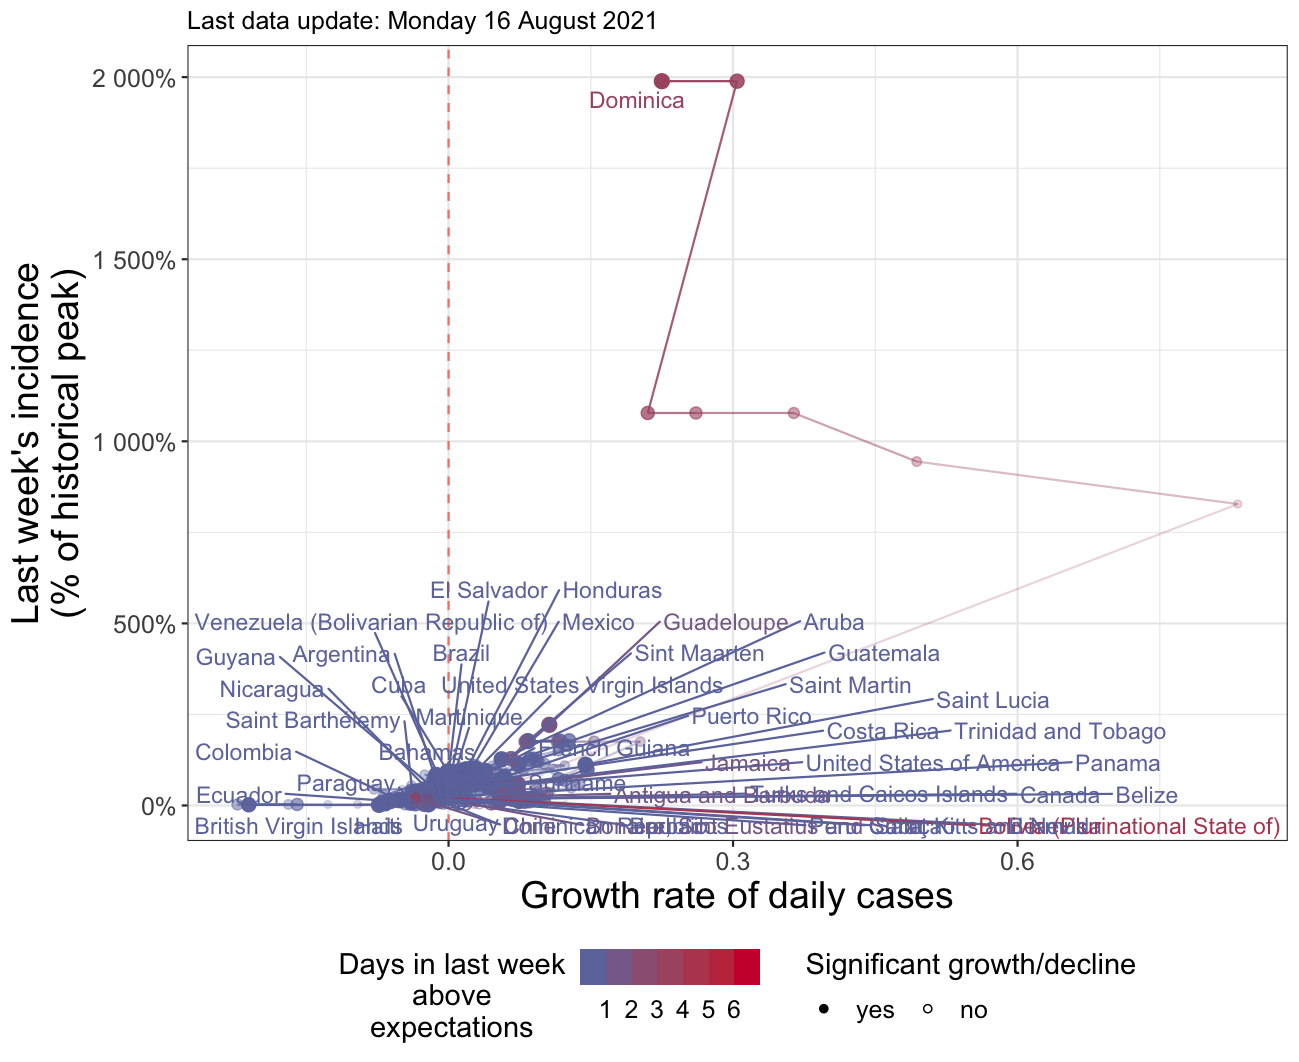 Last data update: Monday 16 August 2021
Last week's incidence
(% of historical peak)
2 000%
1 500%
1 000%
500%
0%
Dominica
El Salvador
Honduras
Venezuela (Bolivarian Republic of)
Mexico
Guadeloupe
Aruba
Guyana
Argentina
Brazil
Sint Maarten
Guatemala
Nicaragua
Cuba
United States Virgin Islands
Saint Martin
Saint Lucia
Saint Barthelemy
Martinique
Puerto Rico
Costa Rica
Trinidad and Tobago
Colombia
Bahamas
French Guiana
Jamaica
United States of America
Panama
Paraguay
Suriname
Ecuador
Antigua and Barbuda
Turks and Caicos Islands
Canada
Belize
British Virgin Islands
Haiti
Uruguay
Chile
Dominican Republic
Bolivia (Plurinational State of)
0.0
0.3
0.6
Growth rate of daily cases
Days in last week
above
expectations
1 2 3 4 5 6
Significant growth/decline
yes
no